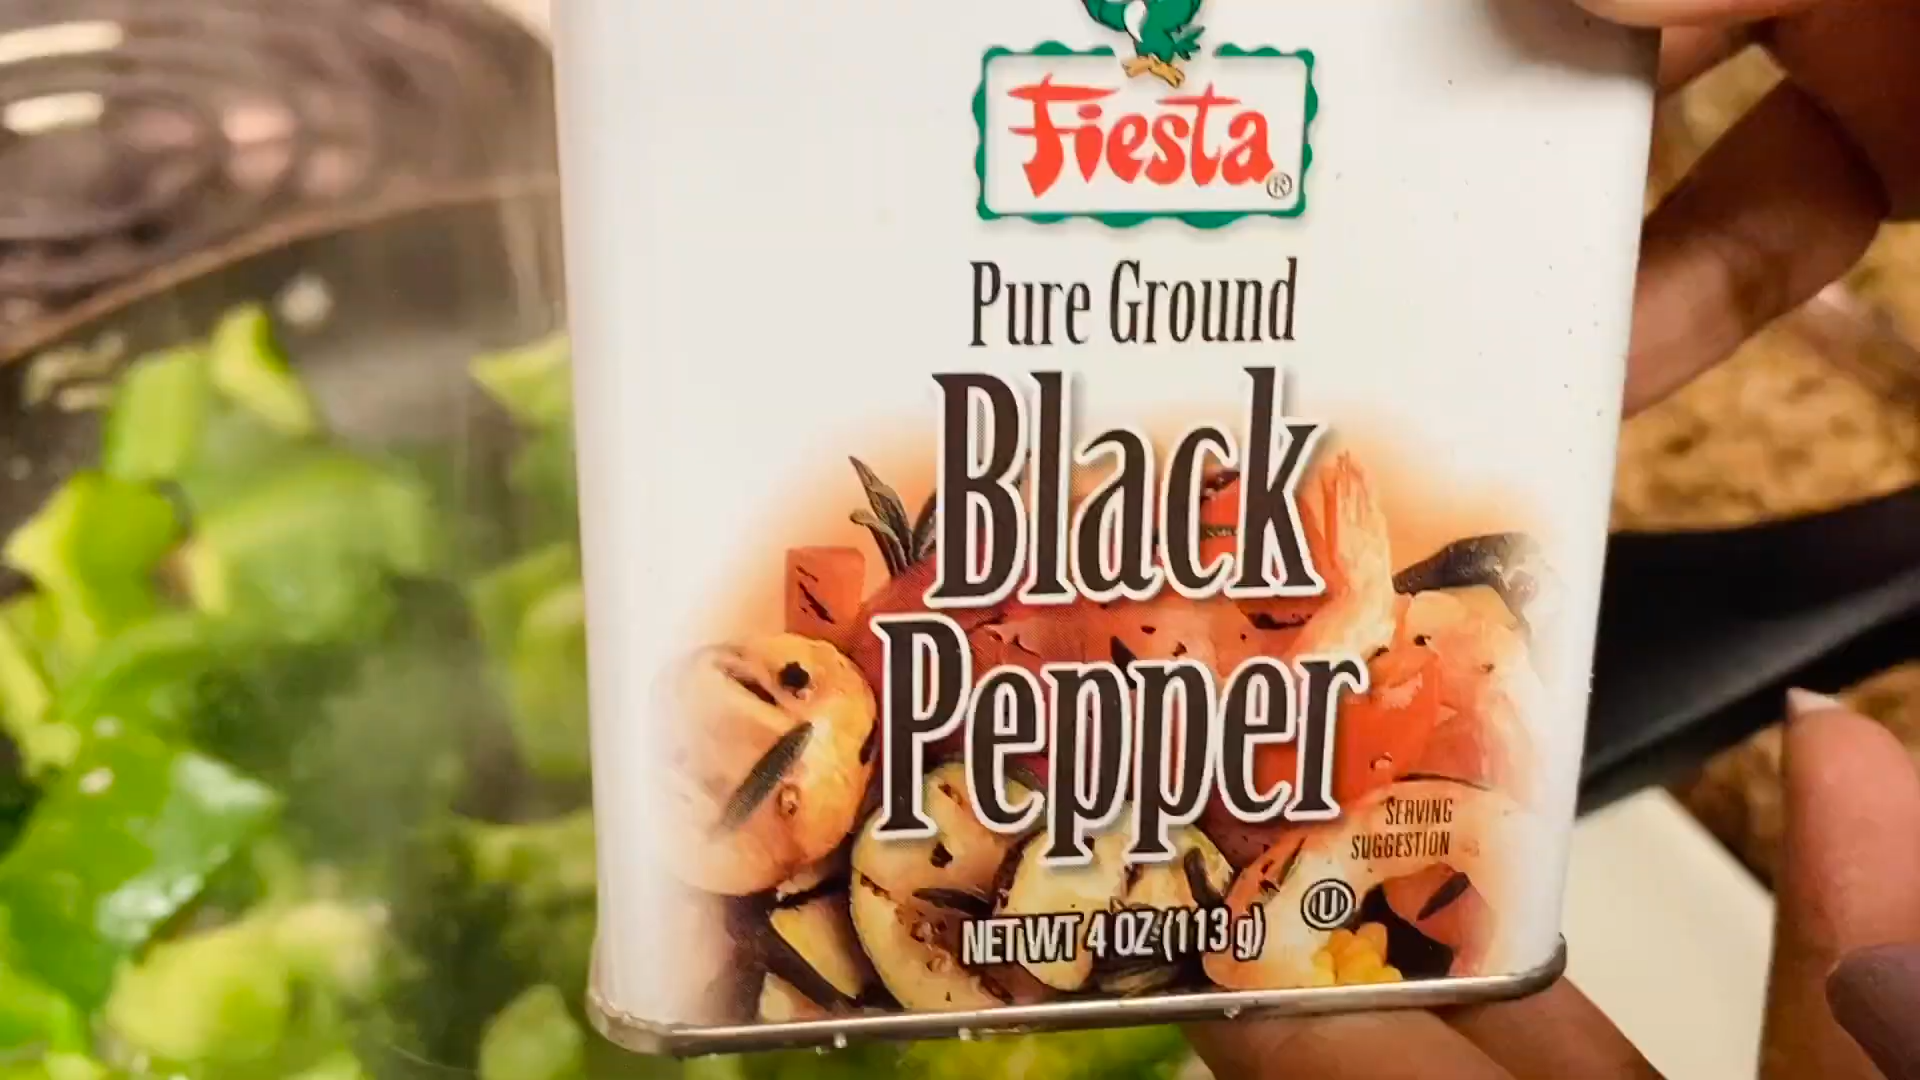 Fiesta®
Pure Ground
Black
Pepper
SERVING
SUGGESTION
U
NET WT 4 OZ (113 g)